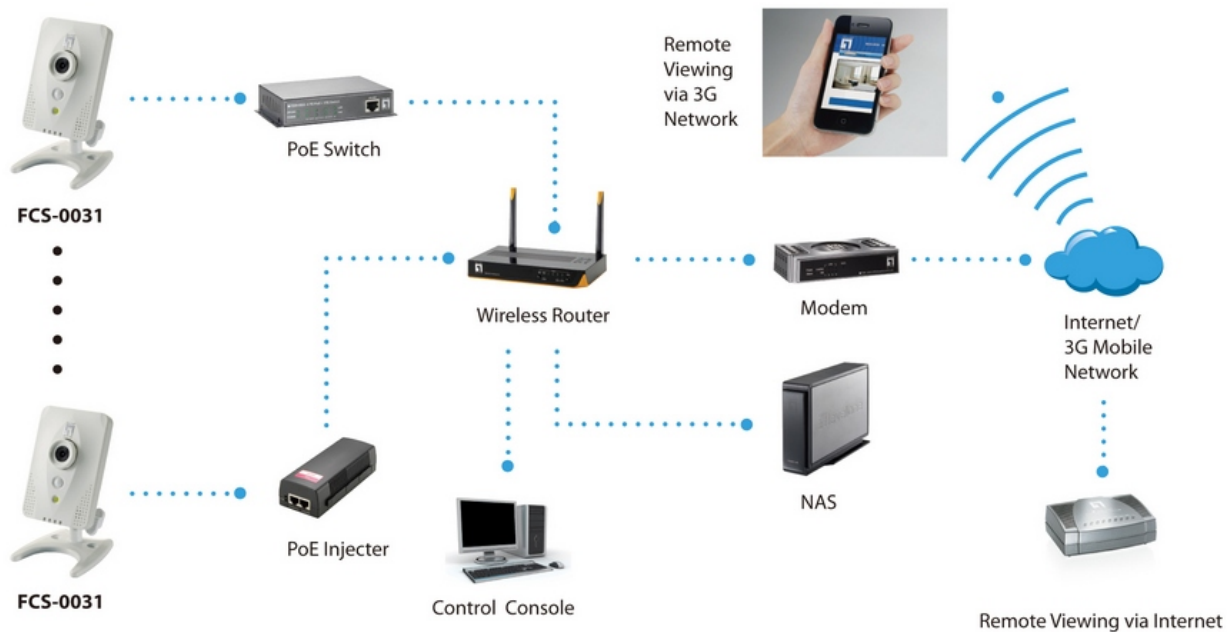 Remote
Viewing
via 3G
Network
PoE Switch
FCS-0031
Wireless Router
Modem
Internet/
3G Mobile
Network
NAS
PoE Injecter
FCS-0031
Control Console
Remote Viewing via Internet